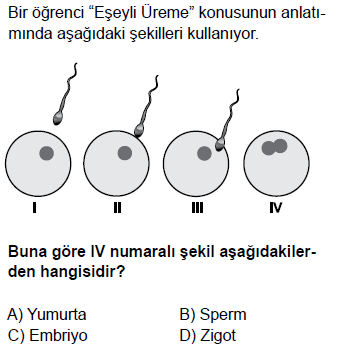 Bir öğrenci “Eşeyli Üreme” konusunun anlatı-
mında aşağıdaki şekilleri kullanıyor.
I II III IV
Buna göre IV numaralı şekil aşağıdakiler-
den hangisidir?
A) Yumurta B) Sperm
C) Embriyo D) Zigot